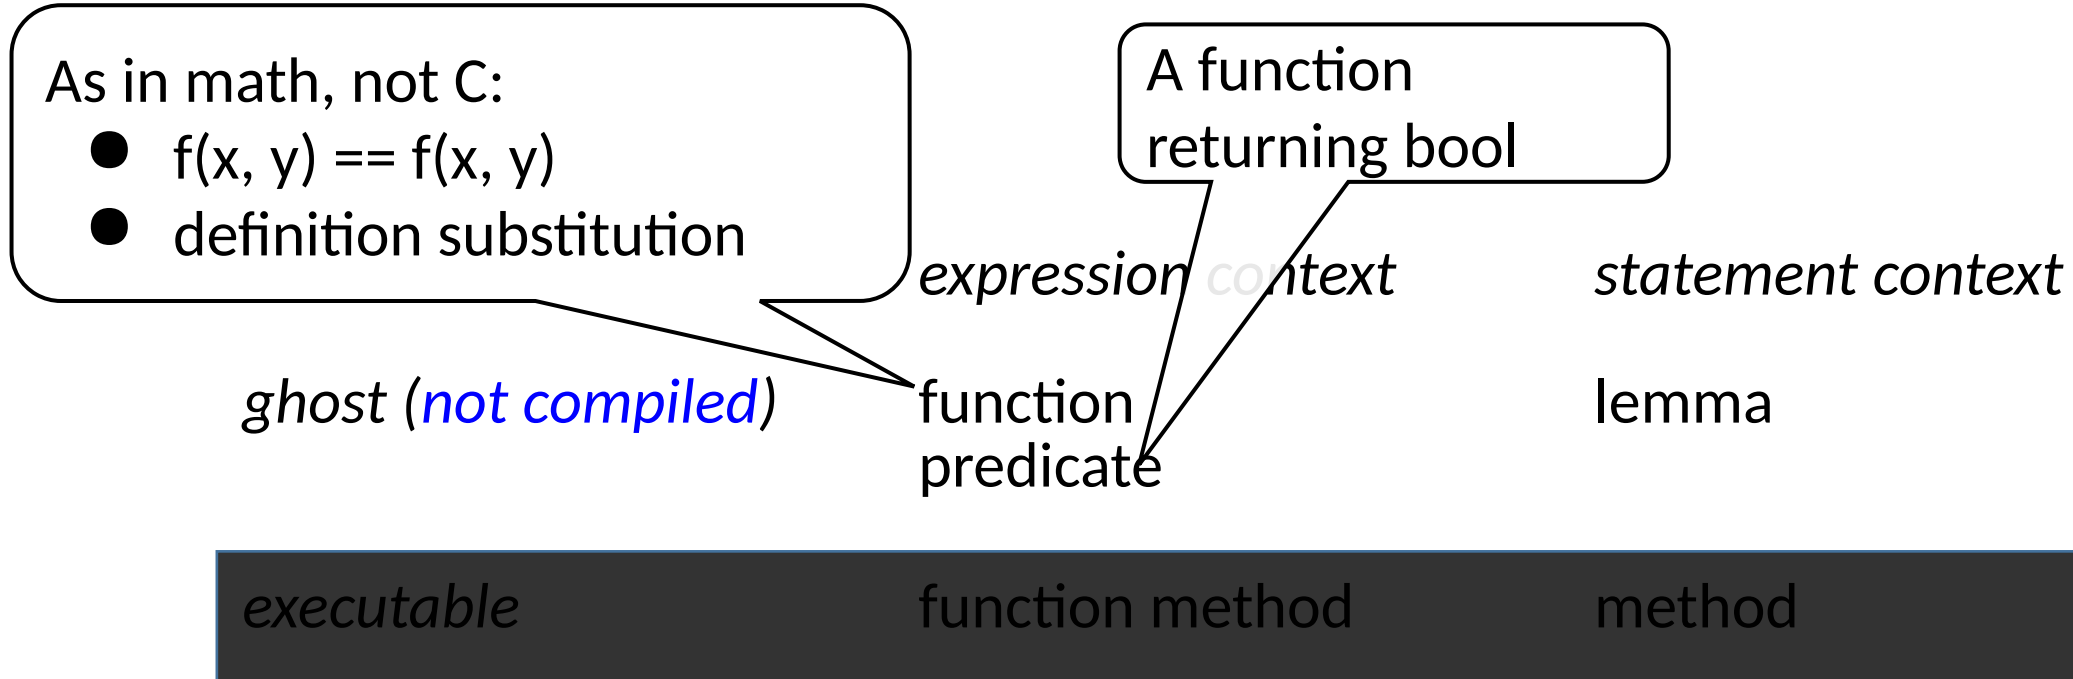 As in math, not C:
● f(x, y) == f(x, y)
● definition substitution
A function
returning bool
expression context
statement context
ghost (not compiled)
function
lemma
predicate
executable
function method
method